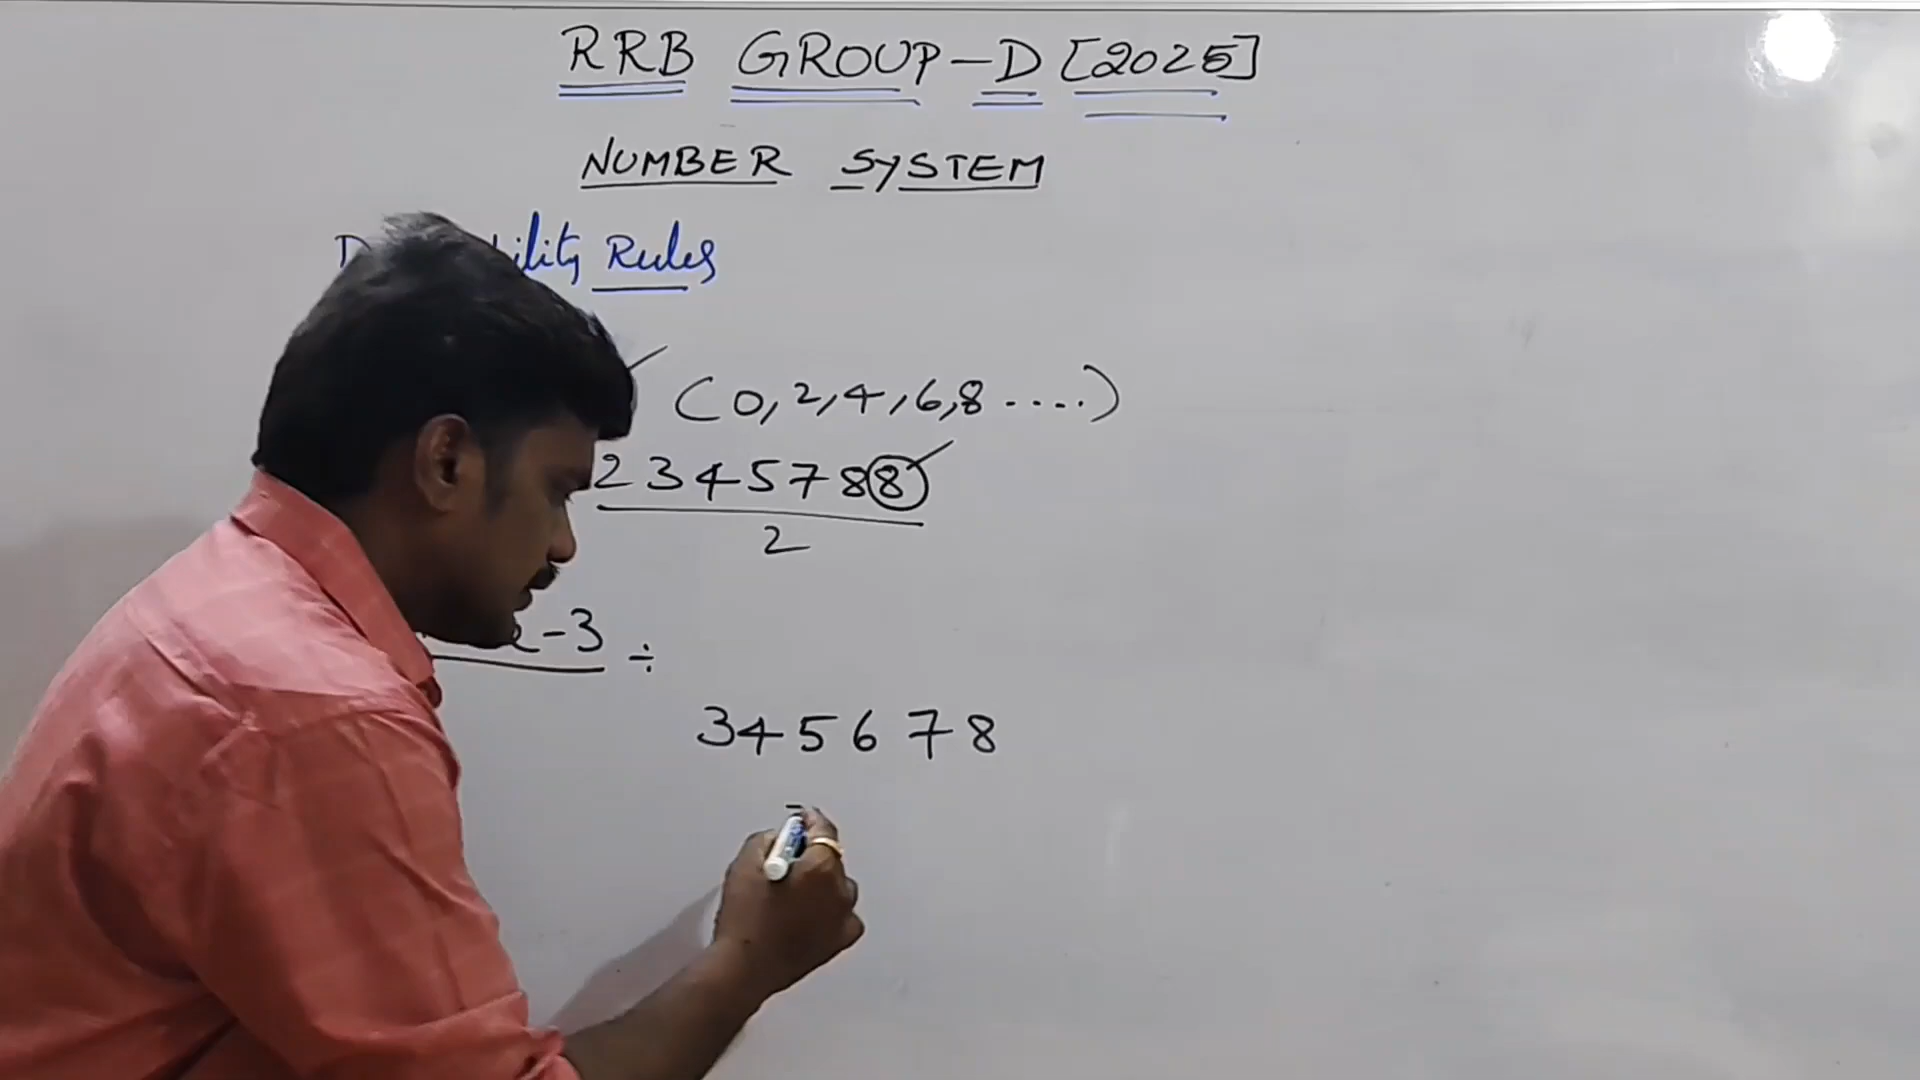 RRB GROUP-D [2025]
NUMBER SYSTEM
Rules
(0,2,4,6,8.....)
2345788
2
-3 ÷
345678